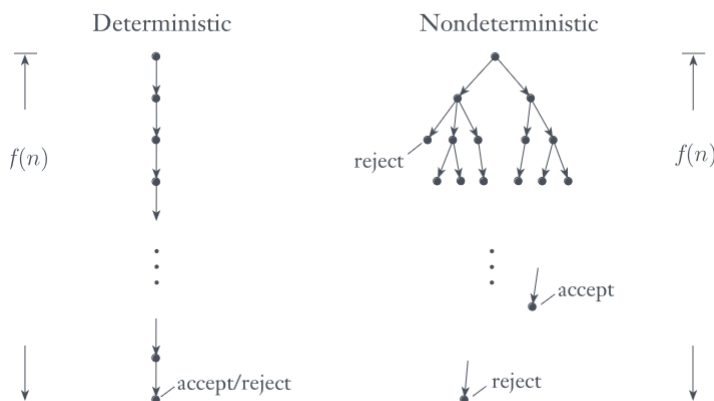 Deterministic
Nondeterministic
f(n)
reject
f(n)
accept
accept/reject
reject